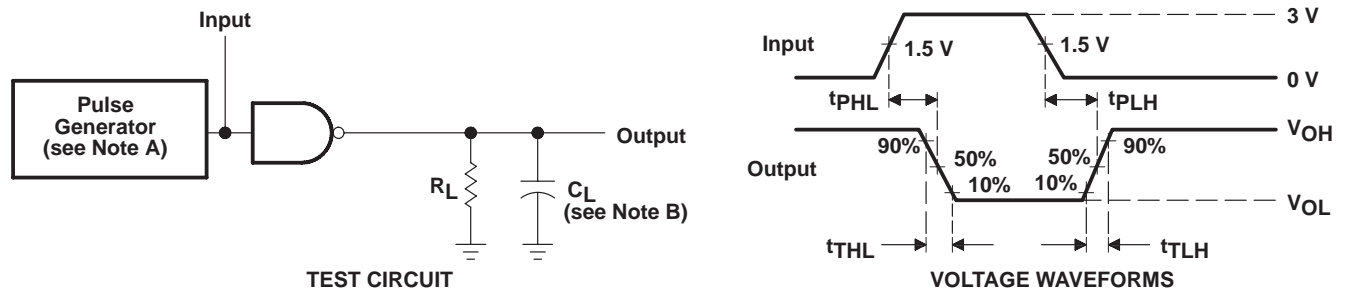 Input
Pulse
Generator
(see Note A)
Output
RL
CL
(see Note B)
TEST CIRCUIT
3 V
Input
1.5 V
1.5 V
0 V
tPHL
tPLH
VOH
90%
50%
50%
90%
Output
10%
10%
VOL
tTHL
tTLH
VOLTAGE WAVEFORMS